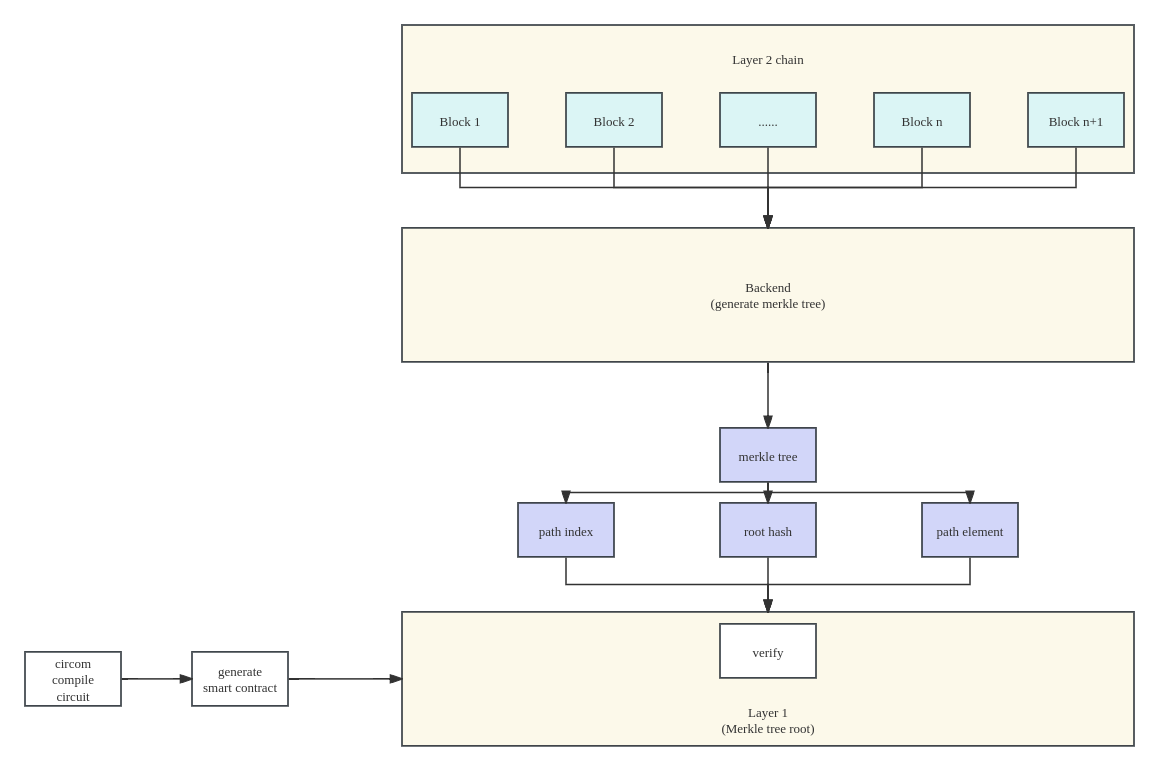 Layer 2 chain
Block 1
Block 2
......
Block n
Block n+1
Backend
(generate merkle tree)
merkle tree
path index
root hash
path element
verify
circom
compile
circuit
generate
smart contract
Layer 1
(Merkle tree root)